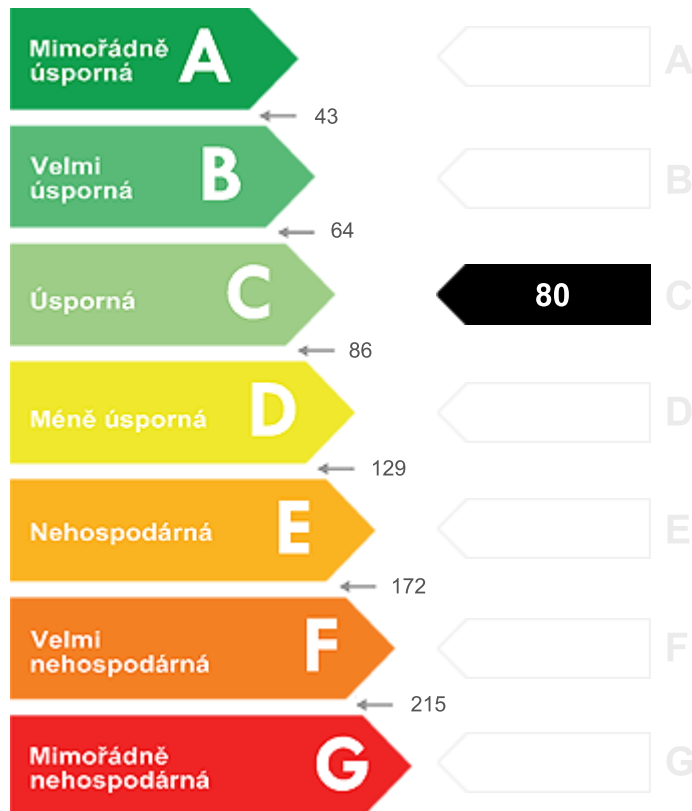 Mimořádně
úsporná
A
A
43
Velmi
úsporná
B
B
64
Úsporná
C
80
C
86
Méně úsporná
D
D
129
Nehospodárná
E
E
172
Velmi
nehospodárná
F
F
215
Mimořádně
nehospodárná
G
G